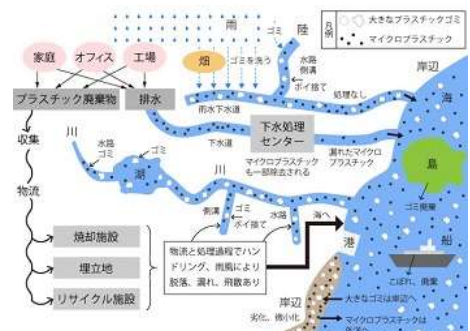 雨
陸
凡例
大きなプラスチックゴミ
マイクロプラスチック
家庭
オフィス
工場
畑
ゴミ
ゴミを洗う
水路
側溝
ポイ捨て
処理なし
岸辺
海
プラスチック廃棄物
排水
雨水下水道
収集
川
水路
ゴミ
ゴミ
下水道
下水処理
センター
漏れたマイクロ
プラスチック
マイクロプラスチック
も一部除去される
島
ゴミ廃棄
湖
川
物流
側溝
ゴミ
ポイ捨て
水路
海へ
船
港
焼却施設
埋立地
リサイクル施設
物流と処理過程でハン
ドリング、雨風により
脱落、漏れ、飛散あり
こぼれ、廃棄
岸辺
大きなゴミは岸辺へ
劣化、微小化
マイクロプラスチックは